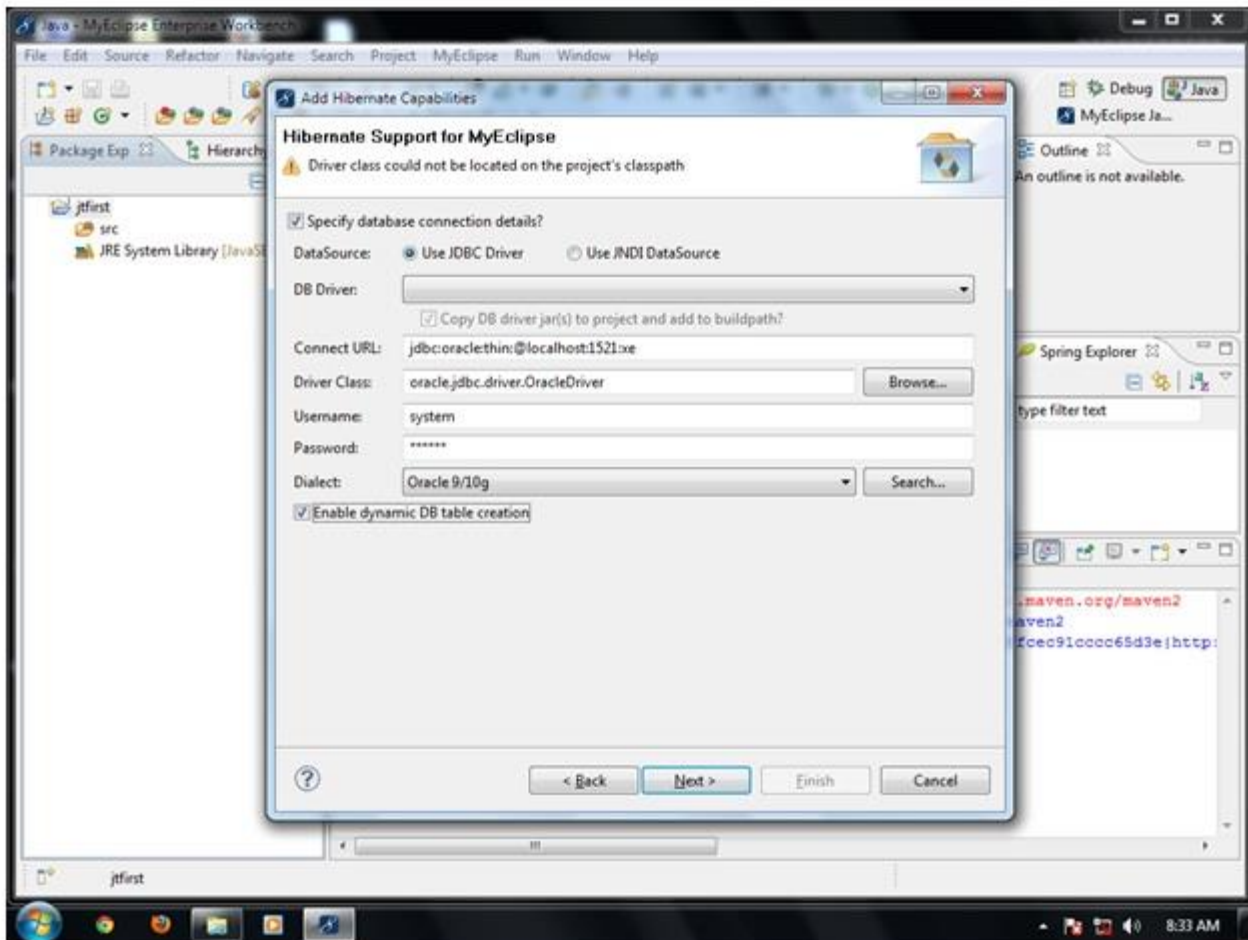 Java - MyEclipse Enterprise Workbench
File Edit Source Refactor Navigate Search Project MyEclipse Run Window Help
Debug Java
MyEclipse Ja...
Package Exp Hierarchy
jtfirst
src
JRE System Library [JavaSE
Add Hibernate Capabilities
Hibernate Support for MyEclipse
Driver class could not be located on the project's classpath
Specify database connection details?
DataSource: Use JDBC Driver Use JNDI DataSource
DB Driver:
Copy DB driver jar(s) to project and add to buildpath?
Connect URL: jdbc:oracle:thin:@localhost:1521:xe
Driver Class: oracle.jdbc.driver.OracleDriver Browse...
Username: system
Password: ******
Dialect: Oracle 9/10g Search...
Enable dynamic DB table creation
? < Back Next > Finish Cancel
Outline
An outline is not available.
Spring Explorer
type filter text
.maven.org/maven2
aven2
fcec91cccc65d3e|http:
jtfirst
8:33 AM